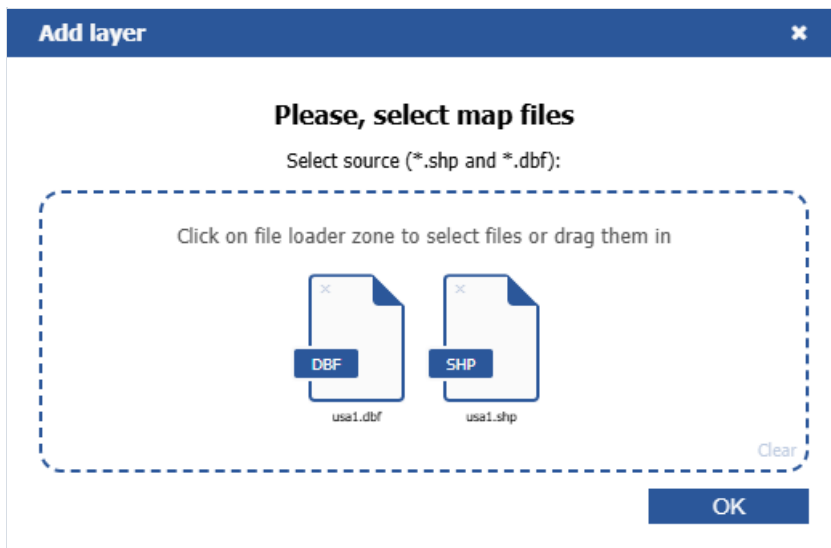 Add layer
Please, select map files
Select source (*.shp and *.dbf):
Click on file loader zone to select files or drag them in
DBF
SHP
usa1.dbf
usa1.shp
Clear
OK